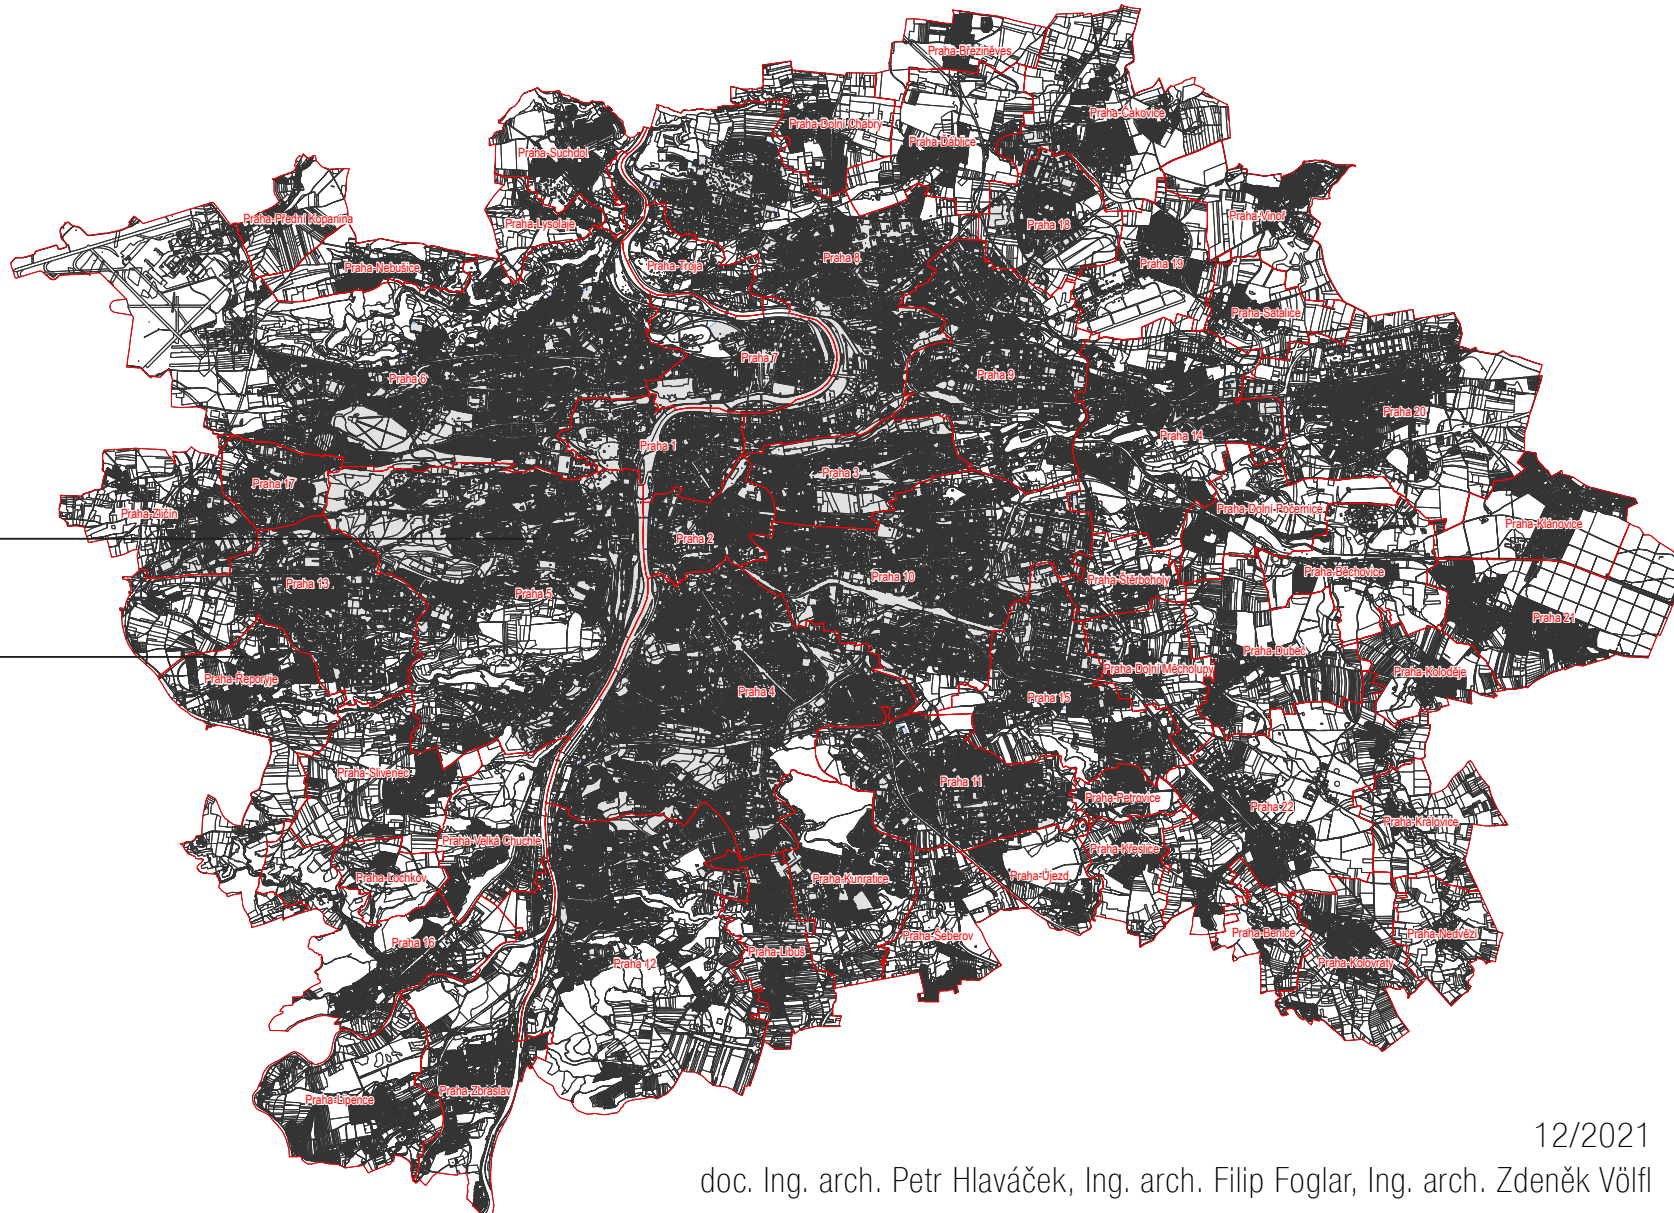 Praha-Březiněves
Praha-Čakovice
Praha-Dolní Chabry
Praha-Ďáblice
Praha-Suchdol
Praha-Přední Kopanina
Praha-Lysolaje
Praha 18
Praha-Vinoř
Praha-Nebušice
Praha-Troja
Praha 8
Praha 19
Praha-Satalice
Praha 7
Praha 6
Praha 9
Praha 20
Praha 1
Praha 14
Praha 3
Praha 17
Praha-Zličín
Praha-Dolní Počernice
Praha-Klánovice
Praha 2
Praha-Běchovice
Praha 13
Praha 5
Praha 10
Praha-Štěrboholy
Praha 21
Praha-Dubeč
Praha-Řeporyje
Praha 4
Praha-Dolní Měcholupy
Praha-Koloděje
Praha 15
Praha-Slivenec
Praha 11
Praha-Petrovice
Praha 22
Praha-Královice
Praha-Velká Chuchle
Praha-Křeslice
Praha-Lochkov
Praha-Kunratice
Praha-Újezd
Praha 16
Praha-Šeberov
Praha-Benice
Praha-Nedvězí
Praha-Libuš
Praha 12
Praha-Kolovraty
Praha-Zbraslav
Praha-Lipence
12/2021
doc. Ing. arch. Petr Hlaváček, Ing. arch. Filip Foglar, Ing. arch. Zdeněk Völfl